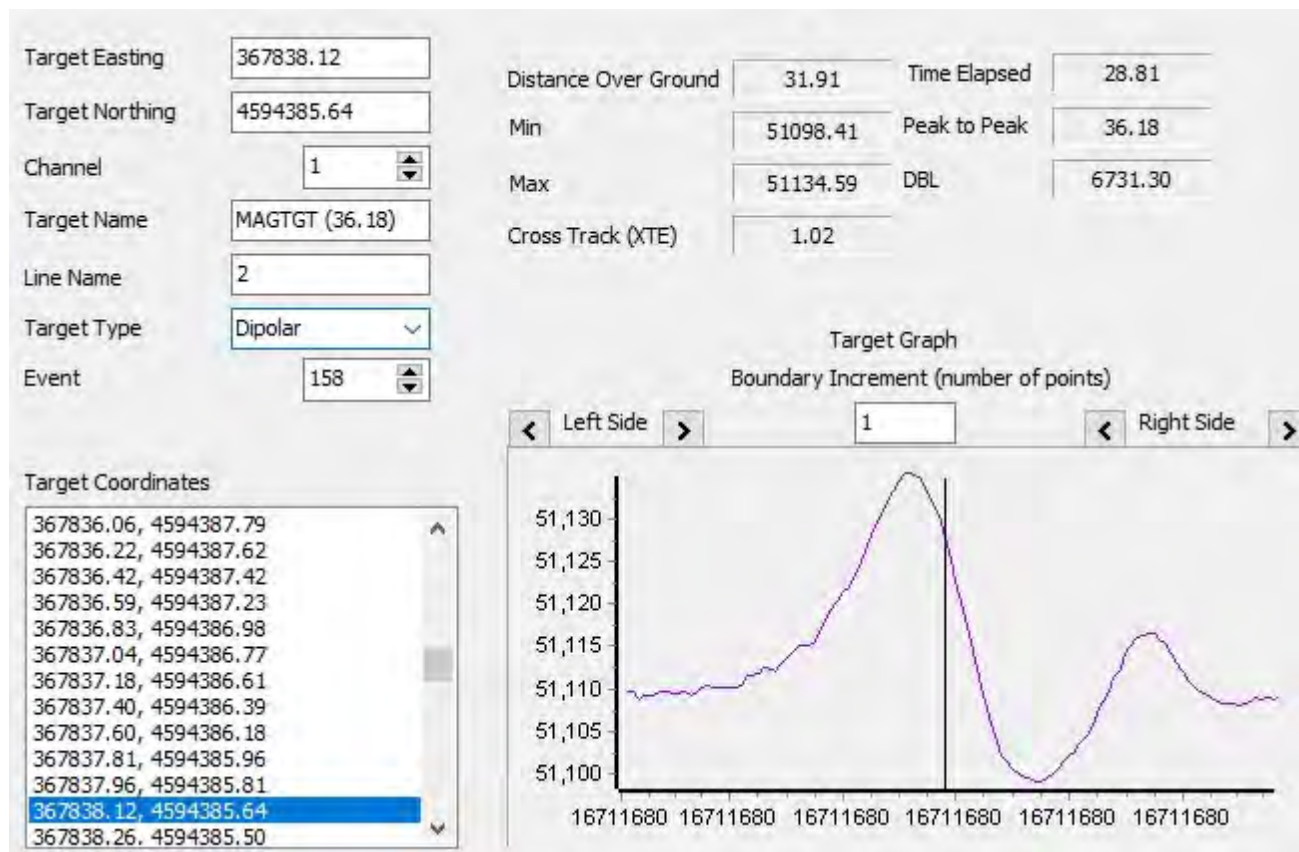 Target Easting 367838.12
Target Northing 4594385.64
Channel 1
Target Name MAGTGT (36.18)
Line Name 2
Target Type Dipolar
Event 158
Distance Over Ground 31.91 Time Elapsed 28.81
Min 51098.41 Peak to Peak 36.18
Max 51134.59 DBL 6731.30
Cross Track (XTE) 1.02
Target Coordinates
367836.06, 4594387.79
367836.22, 4594387.62
367836.42, 4594387.42
367836.59, 4594387.23
367836.83, 4594386.98
367837.04, 4594386.77
367837.18, 4594386.61
367837.40, 4594386.39
367837.60, 4594386.18
367837.81, 4594385.96
367837.96, 4594385.81
367838.12, 4594385.64
367838.26, 4594385.50
Target Graph
Boundary Increment (number of points)
< Left Side > 1 < Right Side >
51,130
51,125
51,120
51,115
51,110
51,105
51,100
16711680 16711680 16711680 16711680 16711680 16711680